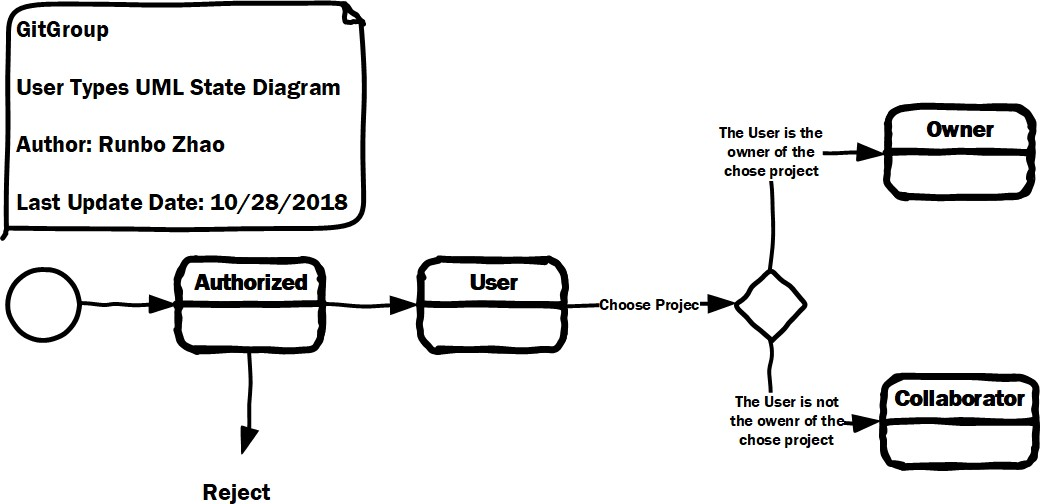 GitGroup
User Types UML State Diagram
Author: Runbo Zhao
Last Update Date: 10/28/2018
Authorized
User
Choose Projec
The User is the
owner of the
chose project
Owner
The User is not
the owenr of the
chose project
Collaborator
Reject